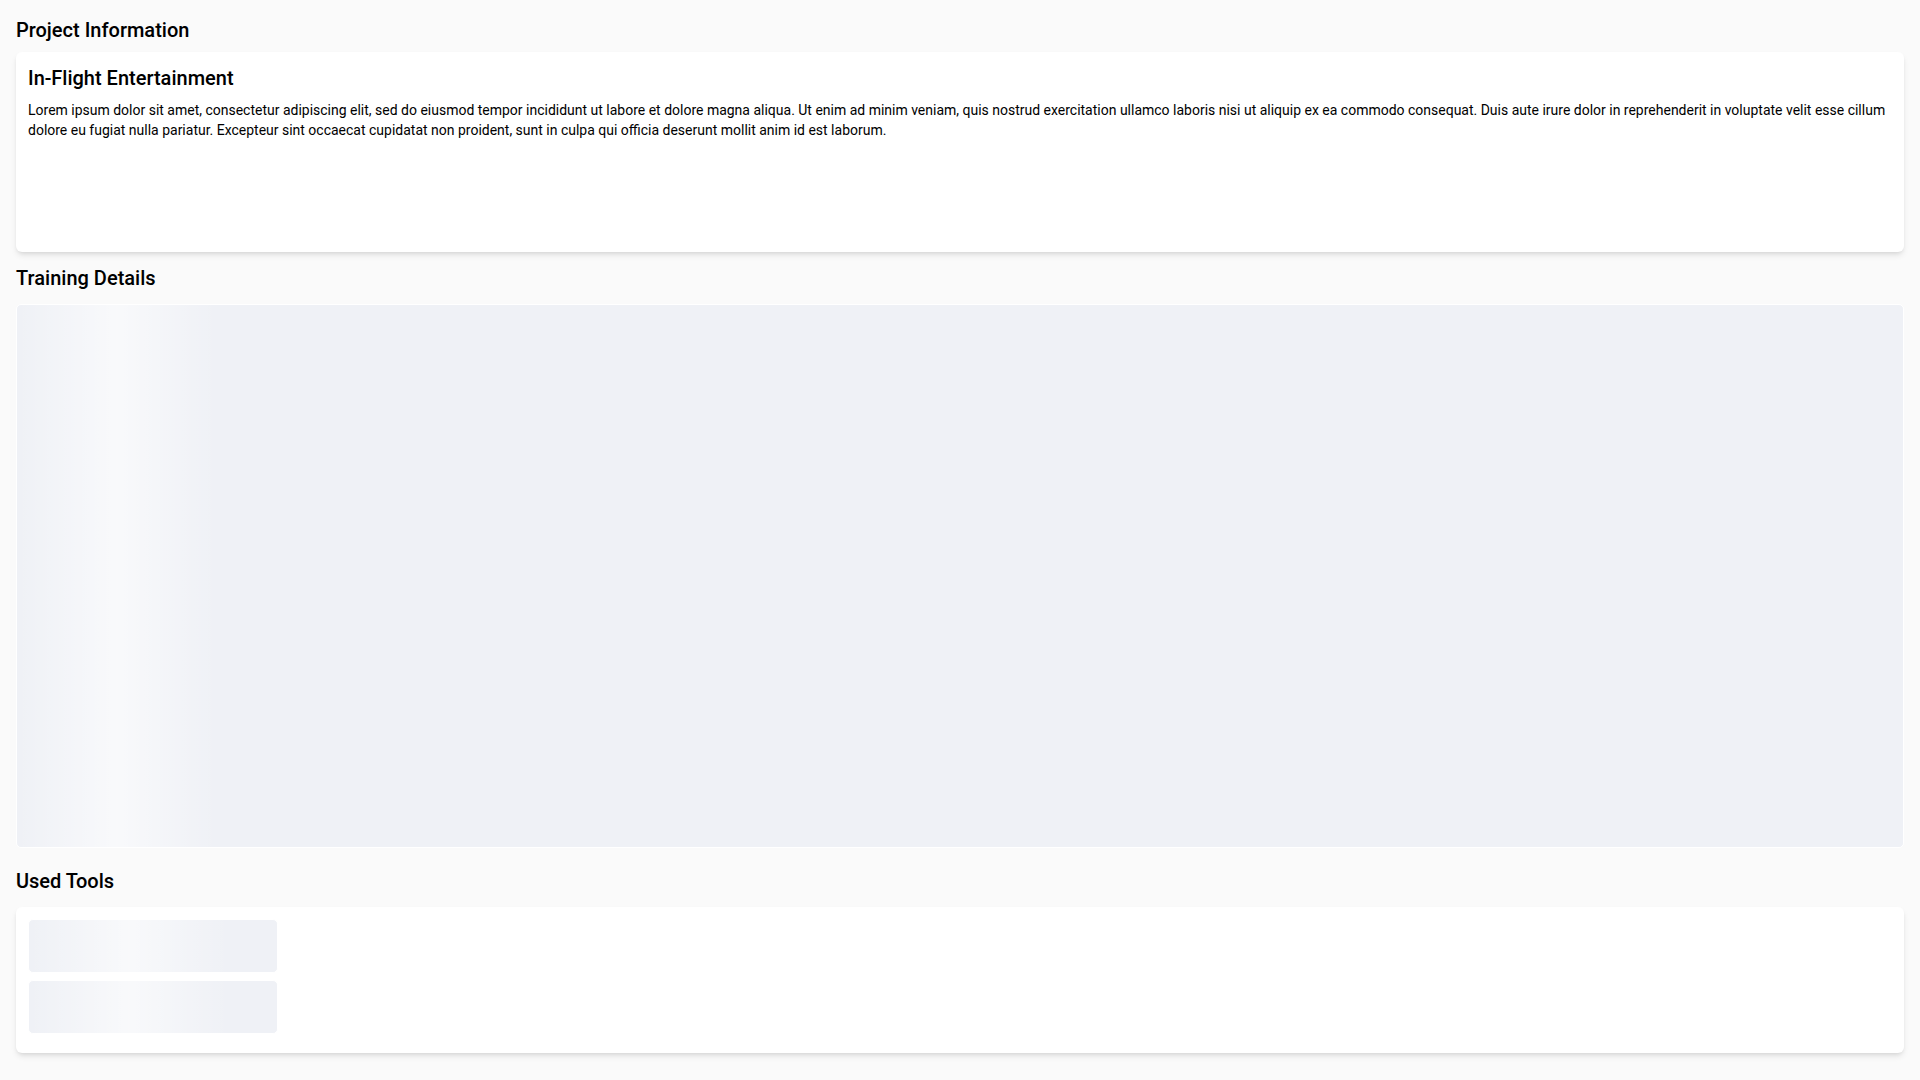 Project Information
In-Flight Entertainment
Lorem ipsum dolor sit amet, consectetur adipiscing elit, sed do eiusmod tempor incididunt ut labore et dolore magna aliqua. Ut enim ad minim veniam, quis nostrud exercitation ullamco laboris nisi ut aliquip ex ea commodo consequat. Duis aute irure dolor in reprehenderit in voluptate velit esse cillum
dolore eu fugiat nulla pariatur. Excepteur sint occaecat cupidatat non proident, sunt in culpa qui officia deserunt mollit anim id est laborum.
Training Details
Used Tools